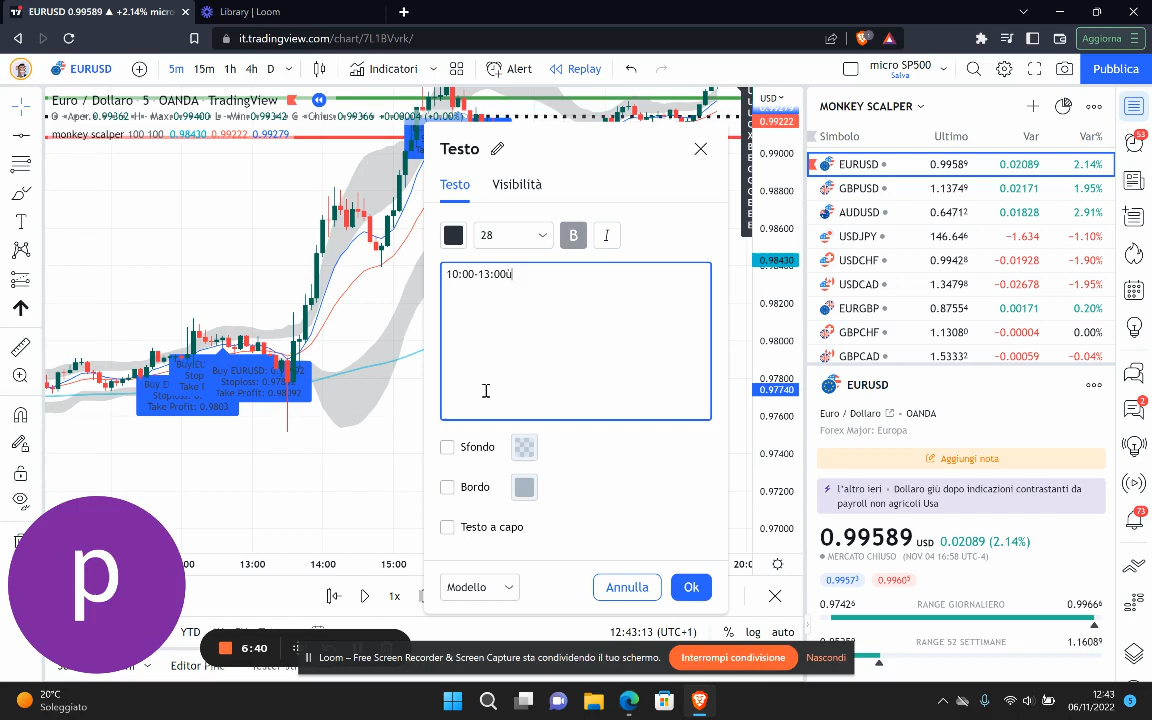 EURUSD 0.99589 ▲ +2.14% micro
Library | Loom
it.tradingview.com/chart/7L1BVvrk/
Aggiorna
EURUSD
5m 15m 1h 4h D
Indicatori
Alert
Replay
micro SP500
Salva
Pubblica
Euro / Dollaro · 5 · OANDA · TradingView
monkey scalper 100 100 0.98430 0.99222 0.99279
Testo
Testo
Visibilità
28
B
I
10:00-13:00ù
Sfondo
Bordo
Testo a capo
Modello
Annulla
Ok
Buy EURUSD:
Take Profit: 0.98092
Take Profit: 0.9803
USD
0.99222
0.99000
0.98800
0.98600
0.98430
0.98200
0.98000
0.97800
0.97740
0.97600
0.97400
0.97200
0.97000
13:00
15:00
1x
YTD
12:43:13 (UTC+1)
% log auto
Editor
MONKEY SCALPER
Simbolo Ultimo Var Var%
EURUSD 0.99589 0.02089 2.14%
GBPUSD 1.13749 0.02171 1.95%
AUDUSD 0.64712 0.01828 2.91%
USDJPY 146.646 −1.634 −1.10%
USDCHF 0.99428 −0.01928 −1.90%
USDCAD 1.34798 −0.02678 −1.95%
EURGBP 0.87554 0.00171 0.20%
GBPCHF 1.13080 −0.00004 0.00%
GBPCAD 1.53332 −0.00059 −0.04%
EURUSD
Euro / Dollaro · OANDA
Forex Major: Europa
Aggiungi nota
l'altro ieri · Dollaro giù dopo indicazioni contrastanti da
payroll non agricoli Usa
0.99589 USD 0.02089 (2.14%)
MERCATO CHIUSO (NOV 04 16:58 UTC-4)
0.99573 0.99605
0.97426 RANGE GIORNALIERO 0.99666
RANGE 52 SETTIMANE 1.16089
53
2
73
p
6:40
Loom – Free Screen Recorder & Screen Capture sta condividendo il tuo schermo.
Interrompi condivisione
Nascondi
20°C
Soleggiato
12:43
06/11/2022
5